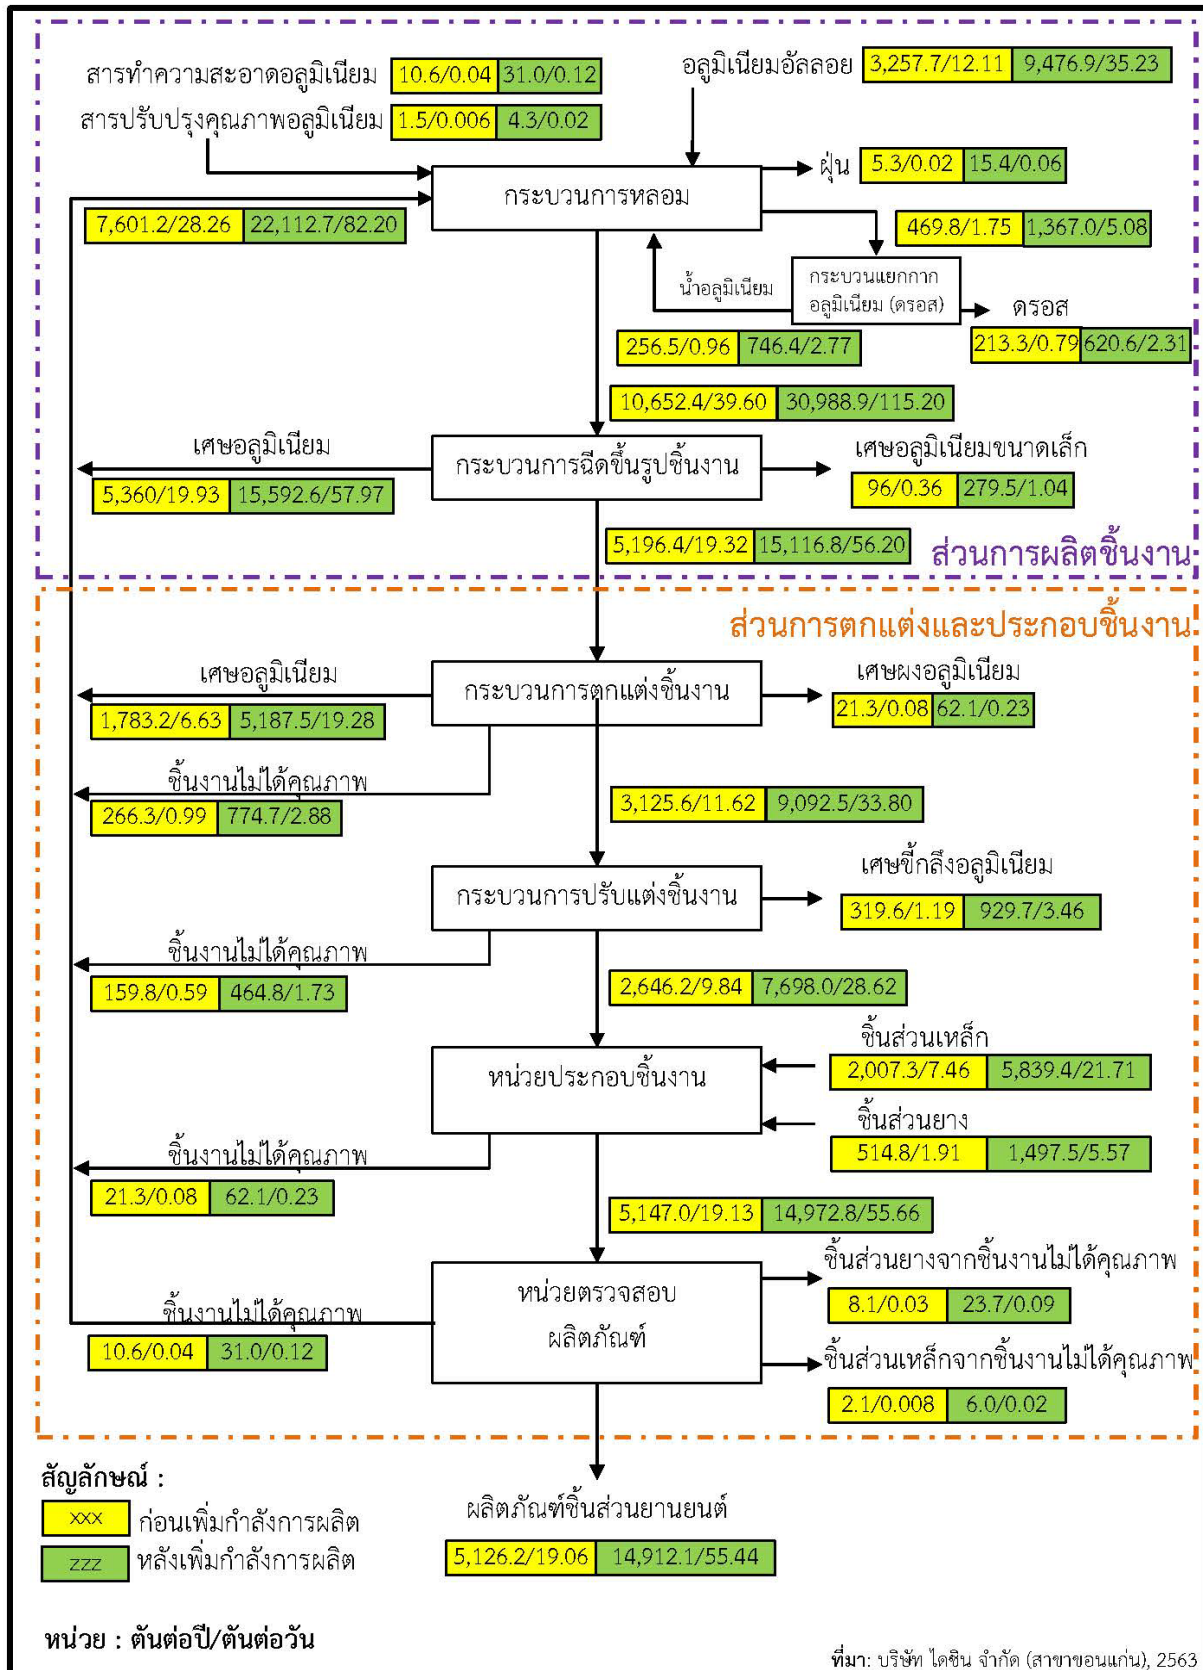 สารทำความสะอาดอลูมิเนียม 10.6/0.04 31.0/0.12
อลูมิเนียมอัลลอย 3,257.7/12.11 9,476.9/35.23
สารปรับปรุงคุณภาพอลูมิเนียม 1.5/0.006 4.3/0.02
ฝุ่น 5.3/0.02 15.4/0.06
กระบวนการหลอม
7,601.2/28.26 22,112.7/82.20
469.8/1.75 1,367.0/5.08
น้ำอลูมิเนียม
กระบวนแยกกาก
อลูมิเนียม (ดรอส)
ดรอส
256.5/0.96 746.4/2.77
213.3/0.79 620.6/2.31
10,652.4/39.60 30,988.9/115.20
เศษอลูมิเนียม
กระบวนการฉีดขึ้นรูปชิ้นงาน
เศษอลูมิเนียมขนาดเล็ก
5,360/19.93 15,592.6/57.97
96/0.36 279.5/1.04
5,196.4/19.32 15,116.8/56.20
ส่วนการผลิตชิ้นงาน
ส่วนการตกแต่งและประกอบชิ้นงาน
เศษอลูมิเนียม
กระบวนการตกแต่งชิ้นงาน
เศษผงอลูมิเนียม
1,783.2/6.63 5,187.5/19.28
21.3/0.08 62.1/0.23
ชิ้นงานไม่ได้คุณภาพ
266.3/0.99 774.7/2.88
3,125.6/11.62 9,092.5/33.80
กระบวนการปรับแต่งชิ้นงาน
เศษขี้กลึงอลูมิเนียม
319.6/1.19 929.7/3.46
ชิ้นงานไม่ได้คุณภาพ
159.8/0.59 464.8/1.73
2,646.2/9.84 7,698.0/28.62
หน่วยประกอบชิ้นงาน
ชิ้นส่วนเหล็ก
2,007.3/7.46 5,839.4/21.71
ชิ้นส่วนยาง
514.8/1.91 1,497.5/5.57
ชิ้นงานไม่ได้คุณภาพ
21.3/0.08 62.1/0.23
5,147.0/19.13 14,972.8/55.66
หน่วยตรวจสอบ
ผลิตภัณฑ์
ชิ้นส่วนยางจากชิ้นงานไม่ได้คุณภาพ
8.1/0.03 23.7/0.09
ชิ้นงานไม่ได้คุณภาพ
10.6/0.04 31.0/0.12
ชิ้นส่วนเหล็กจากชิ้นงานไม่ได้คุณภาพ
2.1/0.008 6.0/0.02
สัญลักษณ์ :
xxx ก่อนเพิ่มกำลังการผลิต
zzz หลังเพิ่มกำลังการผลิต
ผลิตภัณฑ์ชิ้นส่วนยานยนต์
5,126.2/19.06 14,912.1/55.44
หน่วย : ตันต่อปี/ตันต่อวัน
ที่มา: บริษัท ไดซิน จำกัด (สาขาขอนแก่น), 2563